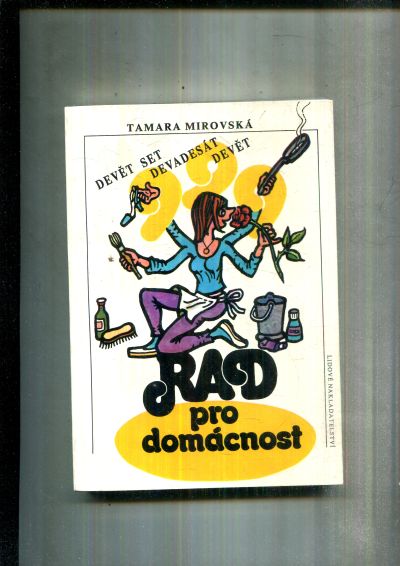 TAMARA MIROVSKÁ
DEVĚT SET
DEVADESÁT
DEVĚT
999
RAD
pro
domácnost
LIDOVÉ NAKLADATELSTVÍ